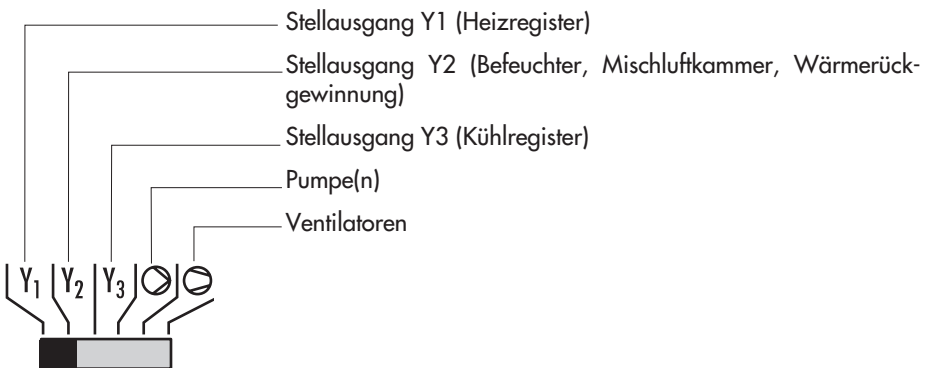 Stellausgang Y1 (Heizregister)
Stellausgang Y2 (Befeuchter, Mischluftkammer, Wärmerück-
gewinnung)
Stellausgang Y3 (Kühlregister)
Pumpe(n)
Ventilatoren
Y1 Y2 Y3